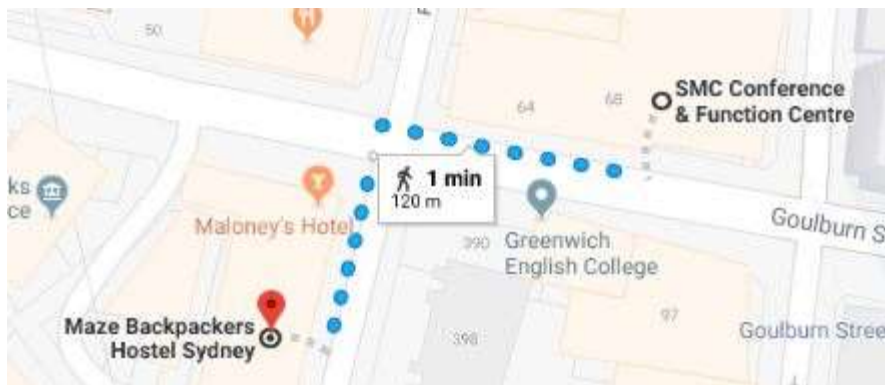 50
SMC Conference
& Function Centre
64
68
1 min
120 m
Maloney's Hotel
Goulburn S
390
Greenwich
English College
Maze Backpackers
Hostel Sydney
398
97
Goulburn Stree
ks
ce